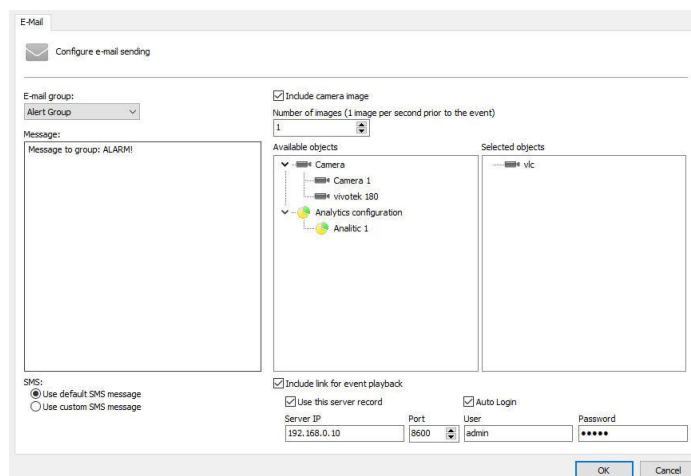 E-Mail
Configure e-mail sending
E-mail group:
Alert Group
Message:
Message to group: ALARM!
SMS:
Use default SMS message
Use custom SMS message
Include camera image
Number of images (1 image per second prior to the event)
1
Available objects
Camera
Camera 1
vivotek 180
Analytics configuration
Analitic 1
Selected objects
vlc
Include link for event playback
Use this server record
Auto Login
Server IP Port User Password
192.168.0.10 8600 admin •••••
OK Cancel